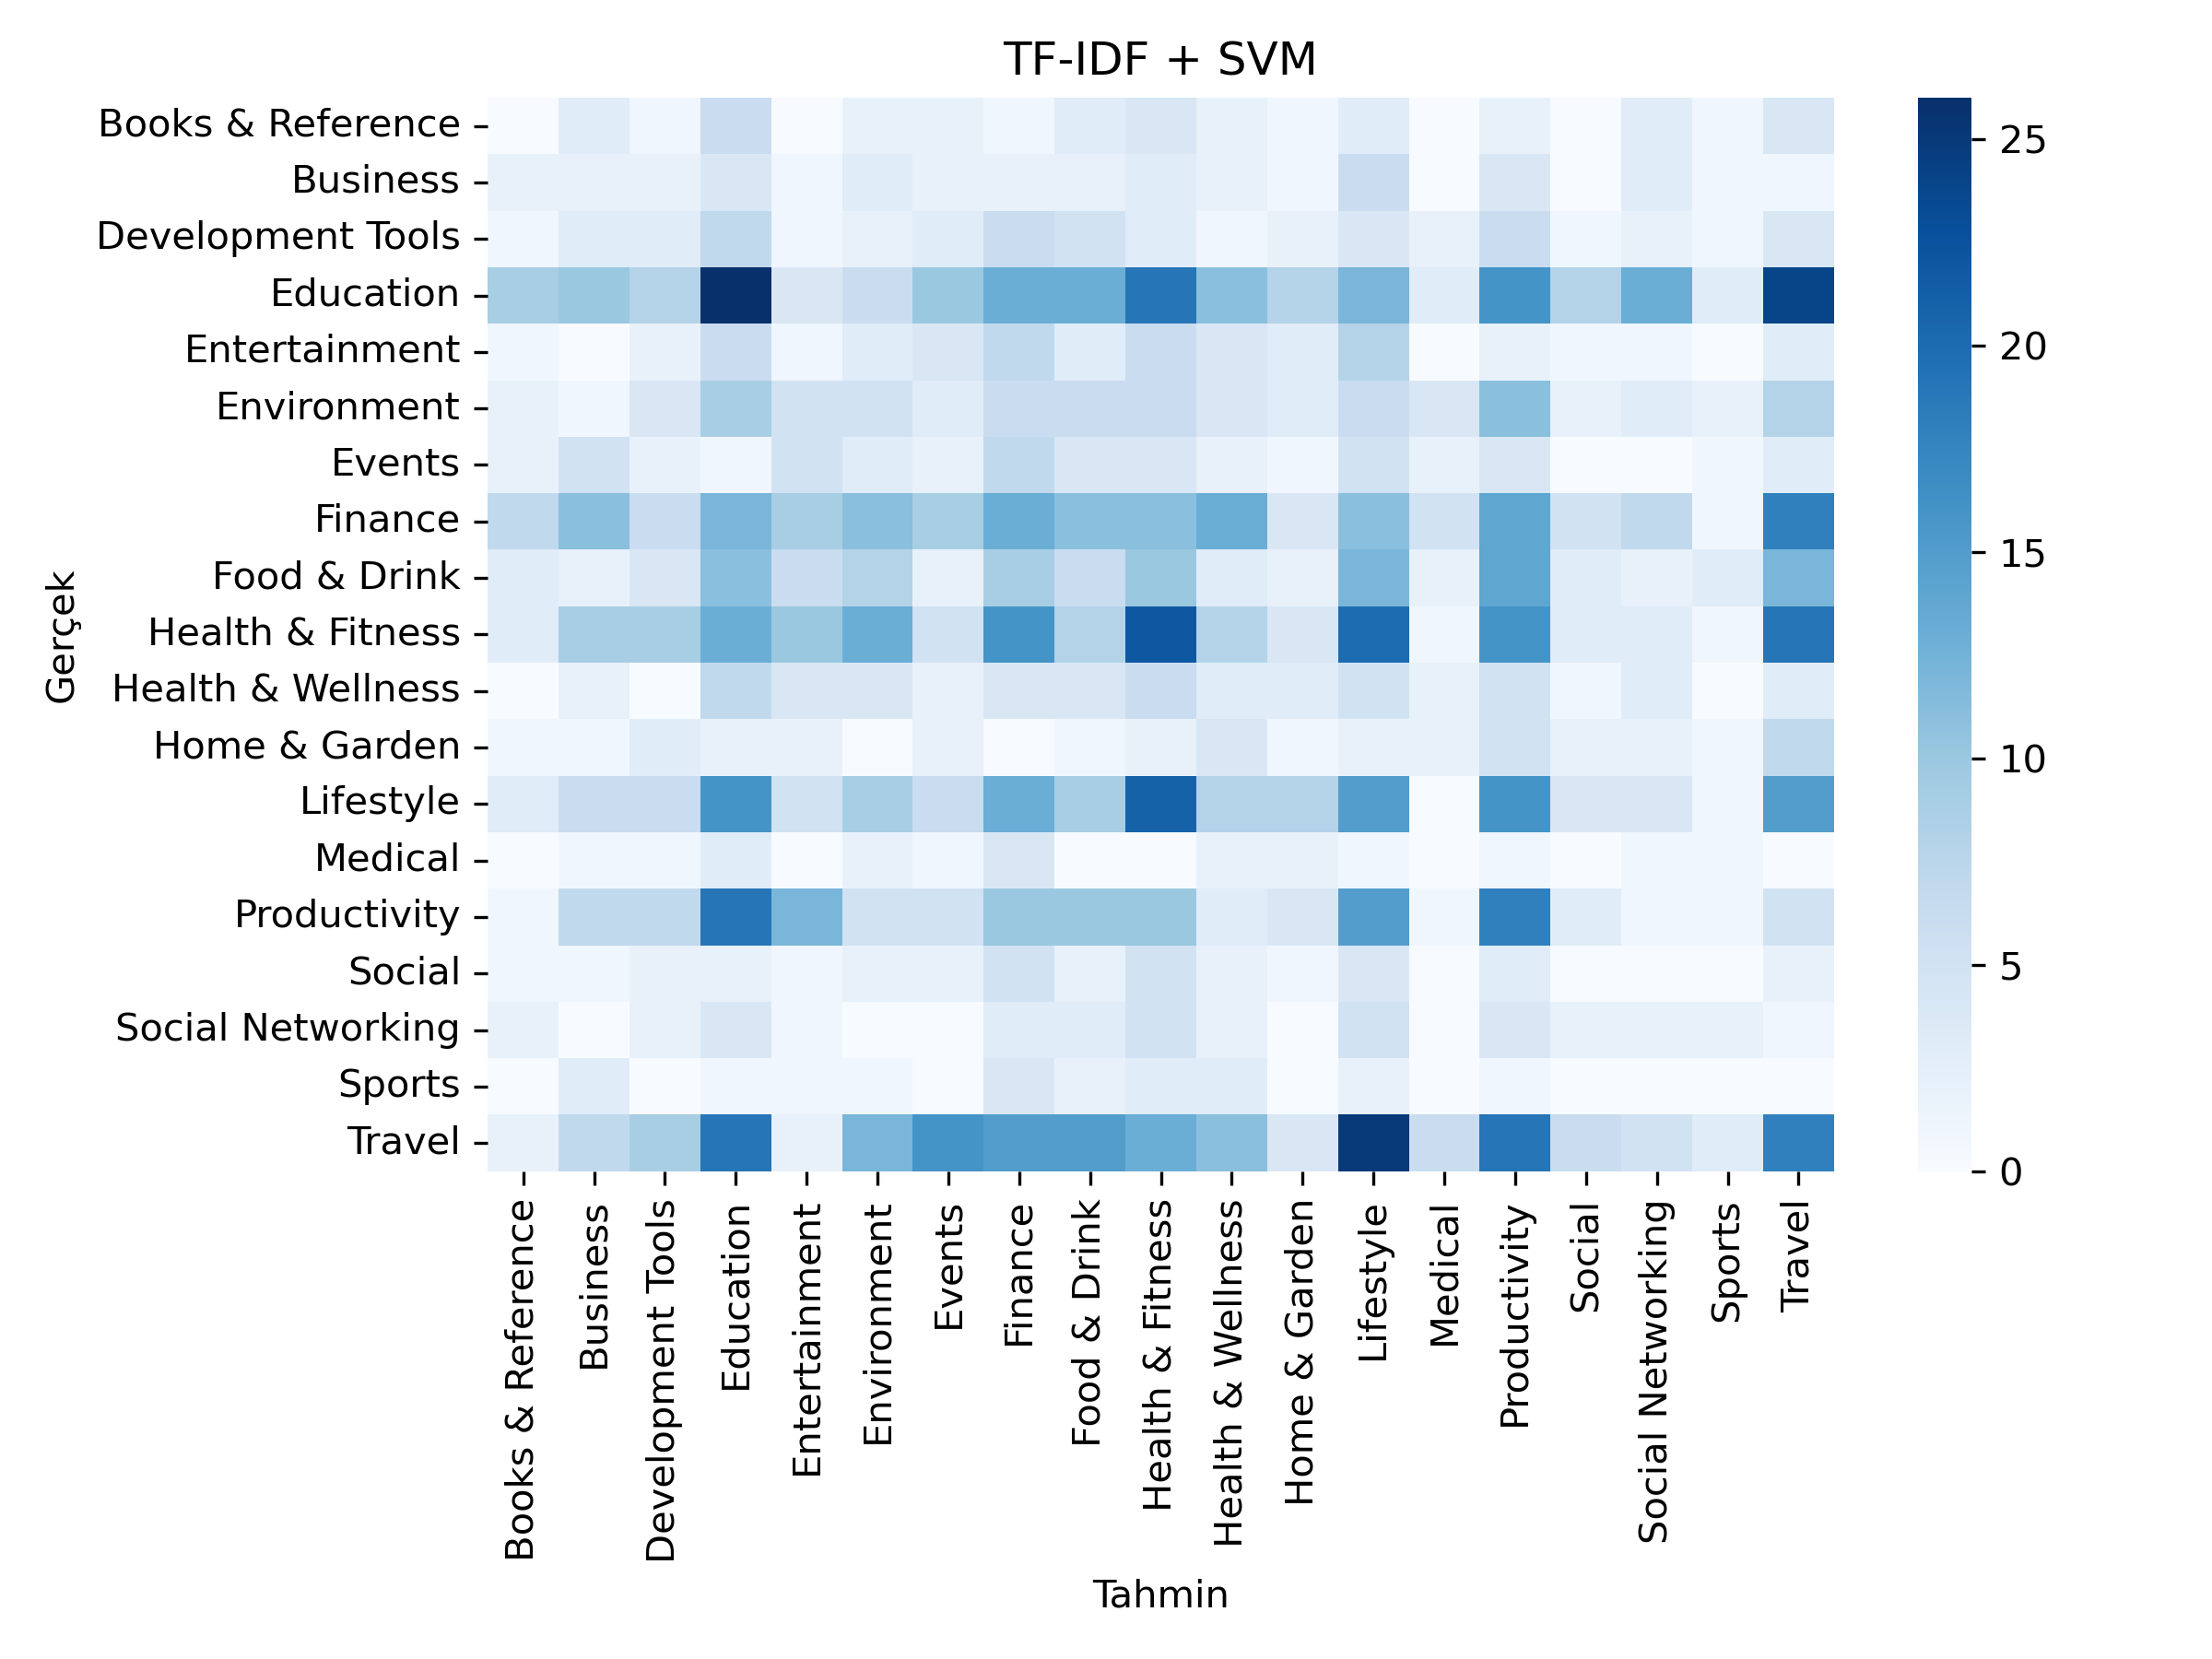 TF-IDF + SVM
Gerçek
Books & Reference
Business
Development Tools
Education
Entertainment
Environment
Events
Finance
Food & Drink
Health & Fitness
Health & Wellness
Home & Garden
Lifestyle
Medical
Productivity
Social
Social Networking
Sports
Travel
Books & Reference
Business
Development Tools
Education
Entertainment
Environment
Events
Finance
Food & Drink
Health & Fitness
Health & Wellness
Home & Garden
Lifestyle
Medical
Productivity
Social
Social Networking
Sports
Travel
Tahmin
25
20
15
10
5
0